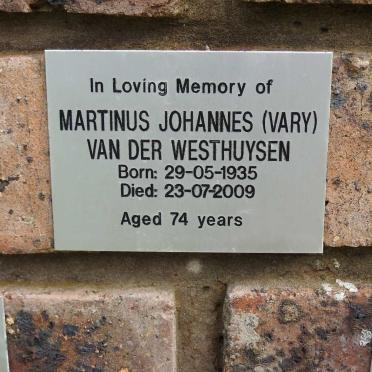 In Loving Memory of
MARTINUS JOHANNES (VARY)
VAN DER WESTHUYSEN
Born: 29-05-1935
Died: 23-07-2009
Aged 74 years